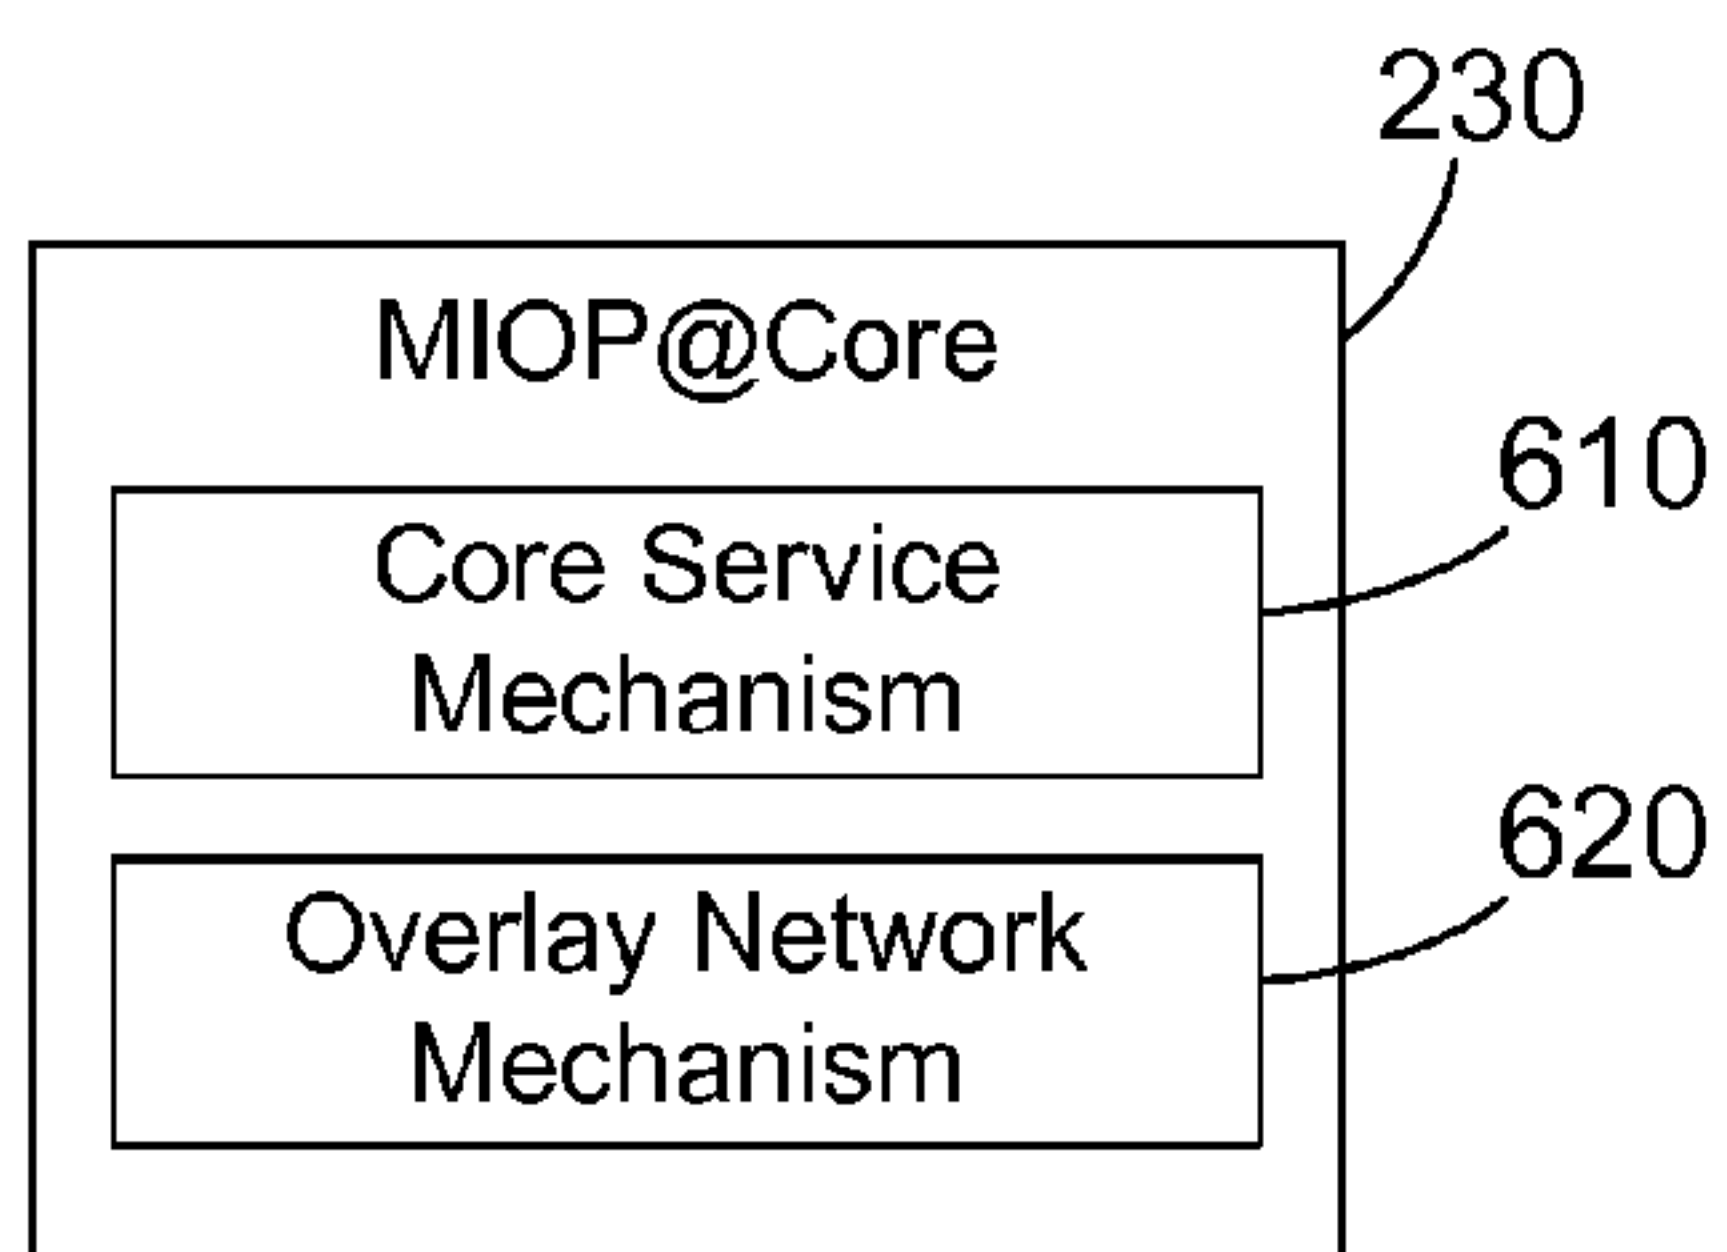 230
MIOP@Core
610
Core Service
Mechanism
620
Overlay Network
Mechanism